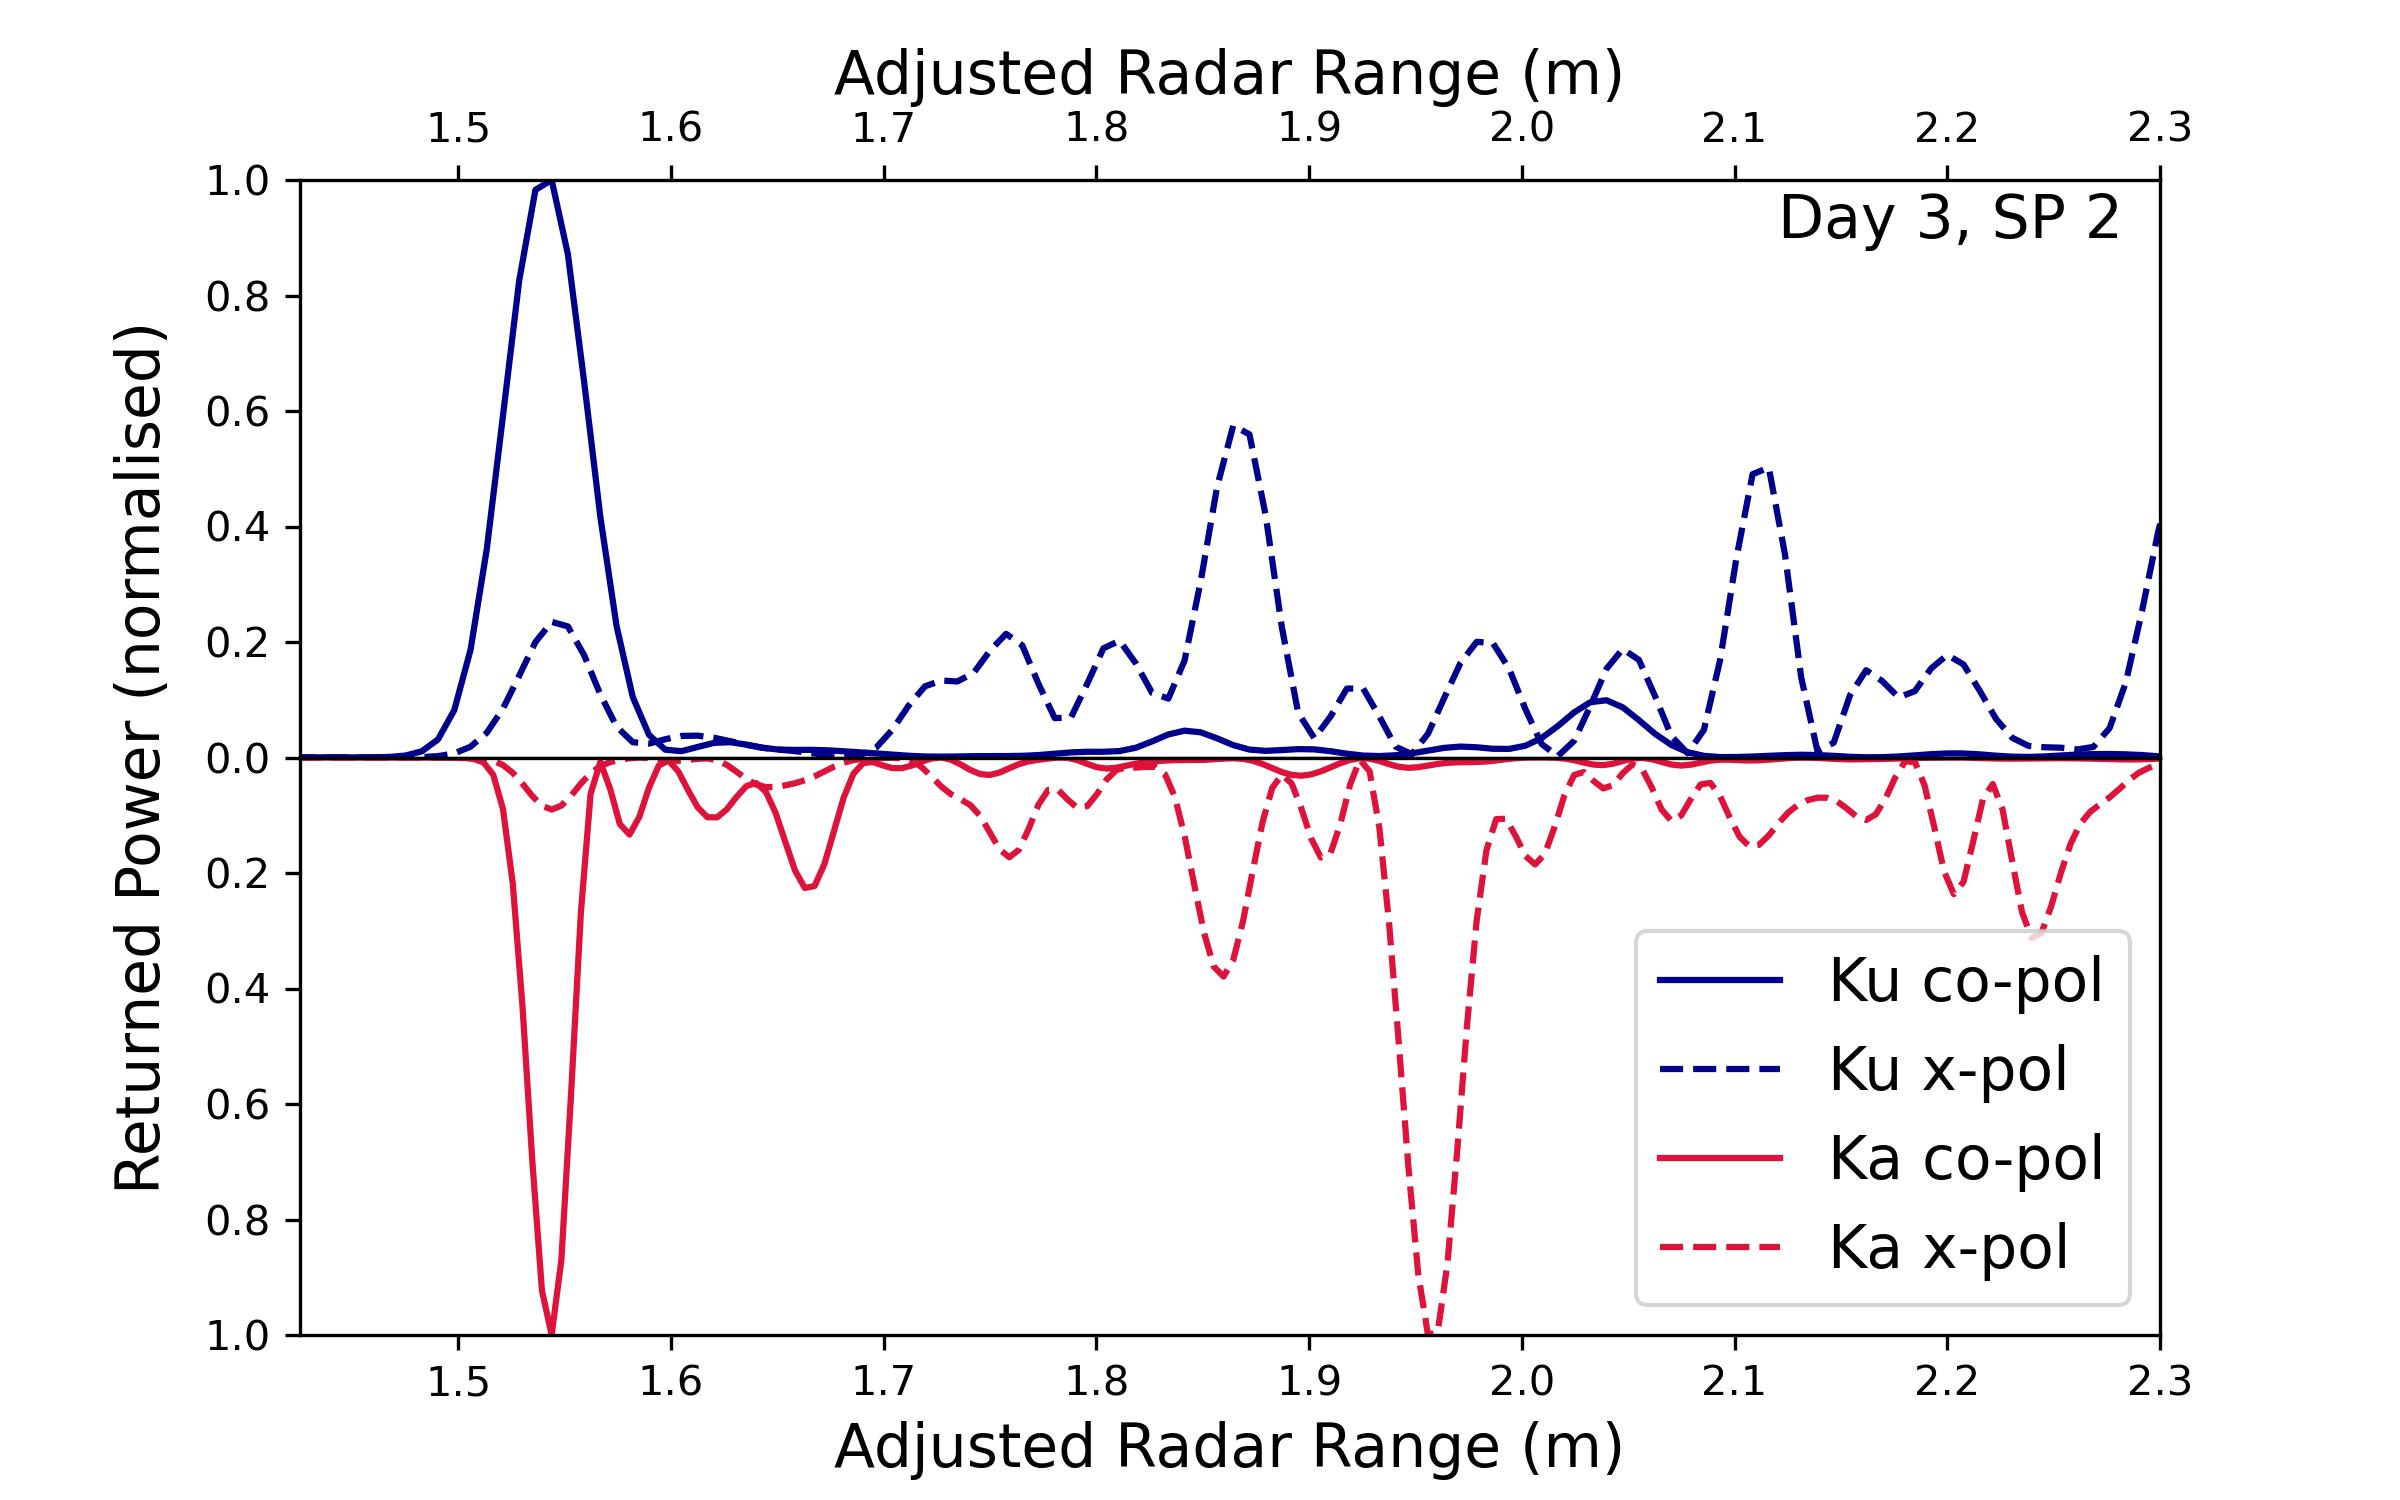 Adjusted Radar Range (m)
1.5 1.6 1.7 1.8 1.9 2.0 2.1 2.2 2.3
Day 3, SP 2
Returned Power (normalised)
1.0
0.8
0.6
0.4
0.2
0.0
0.2
0.4
0.6
0.8
1.0
Ku co-pol
Ku x-pol
Ka co-pol
Ka x-pol
1.5 1.6 1.7 1.8 1.9 2.0 2.1 2.2 2.3
Adjusted Radar Range (m)